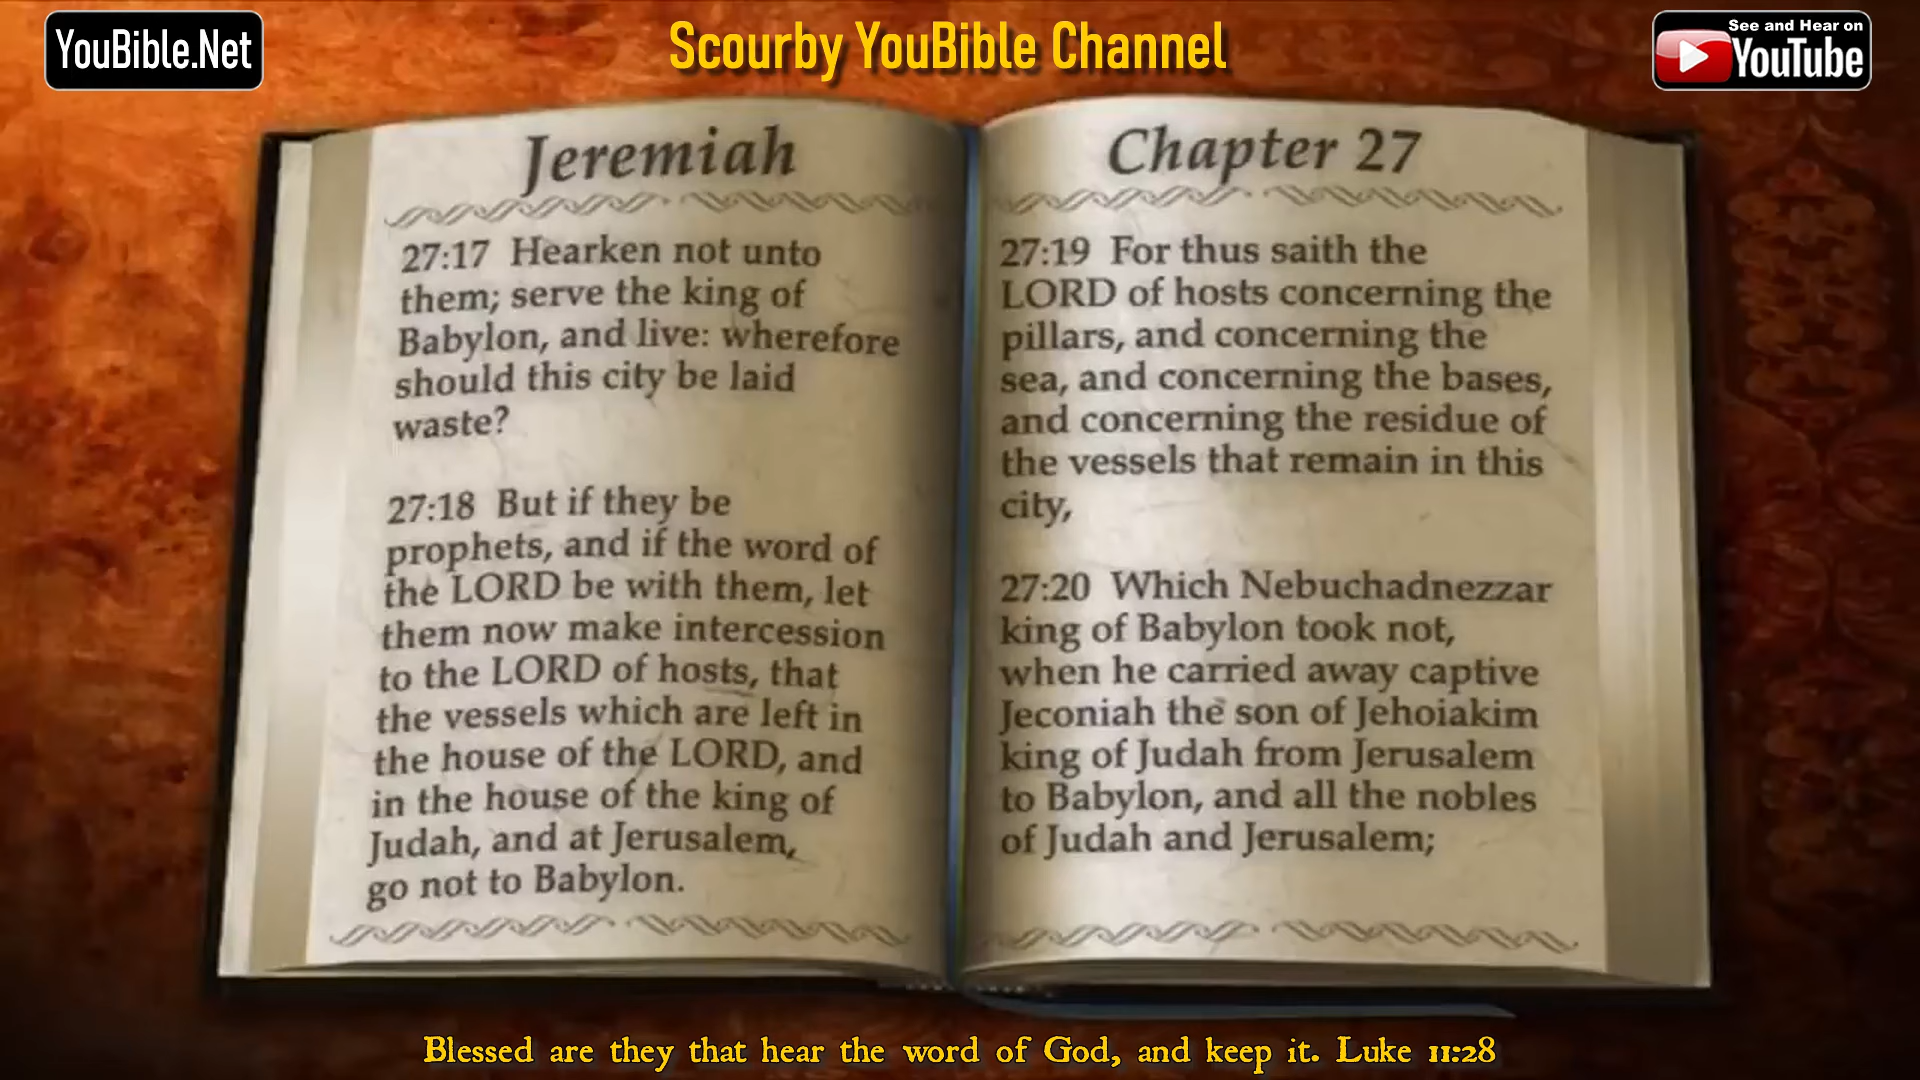 YouBible.Net
Scourby YouBible Channel
See and Hear on
YouTube
Jeremiah
27:17 Hearken not unto
them; serve the king of
Babylon, and live: wherefore
should this city be laid
waste?
27:18 But if they be
prophets, and if the word of
the LORD be with them, let
them now make intercession
to the LORD of hosts, that
the vessels which are left in
the house of the LORD, and
in the house of the king of
Judah, and at Jerusalem,
go not to Babylon.
Chapter 27
27:19 For thus saith the
LORD of hosts concerning the
pillars, and concerning the
sea, and concerning the bases,
and concerning the residue of
the vessels that remain in this
city,
27:20 Which Nebuchadnezzar
king of Babylon took not,
when he carried away captive
Jeconiah the son of Jehoiakim
king of Judah from Jerusalem
to Babylon, and all the nobles
of Judah and Jerusalem;
Blessed are they that hear the word of God, and keep it. Luke 11:28